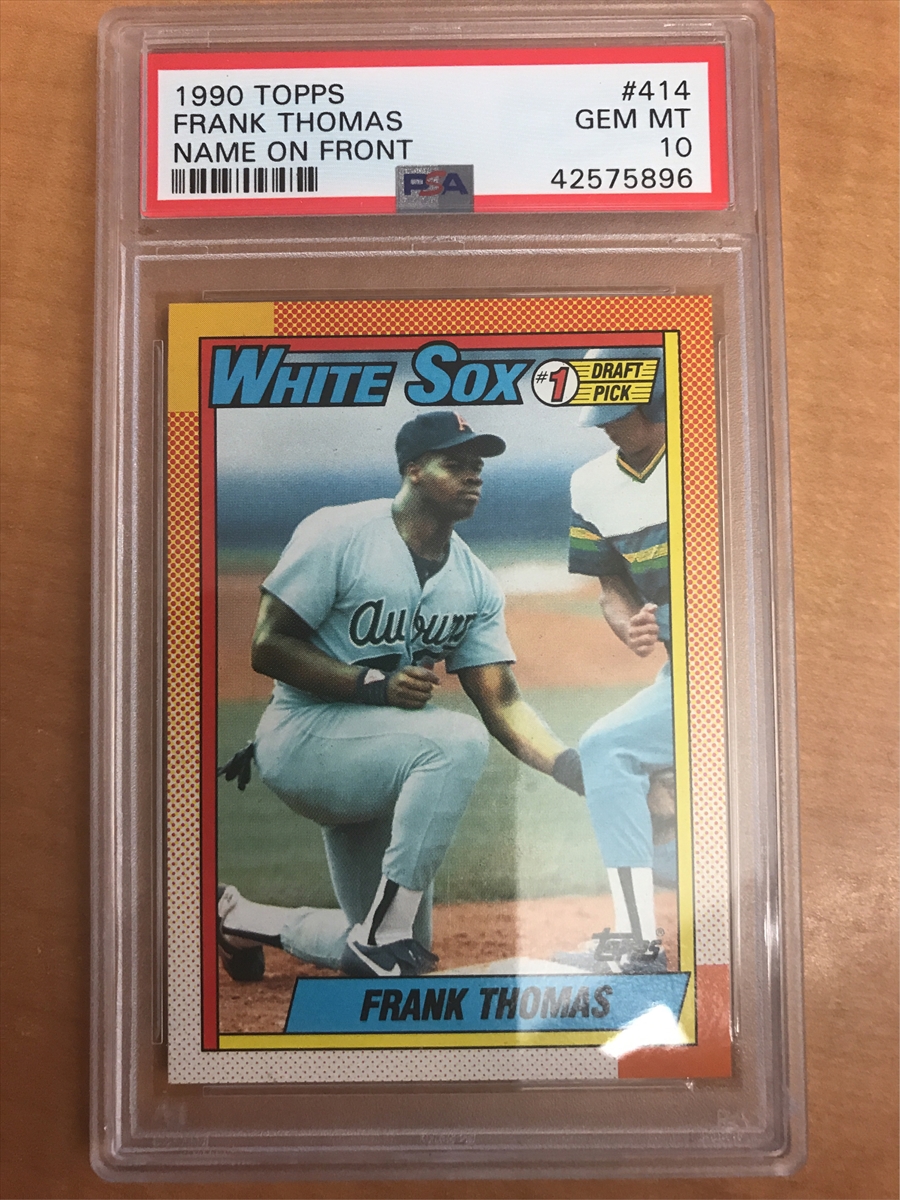 1990 TOPPS #414
FRANK THOMAS GEM MT
NAME ON FRONT 10
PSA 42575896
WHITE SOX #1 DRAFT PICK
A
Auburn
topps
FRANK THOMAS